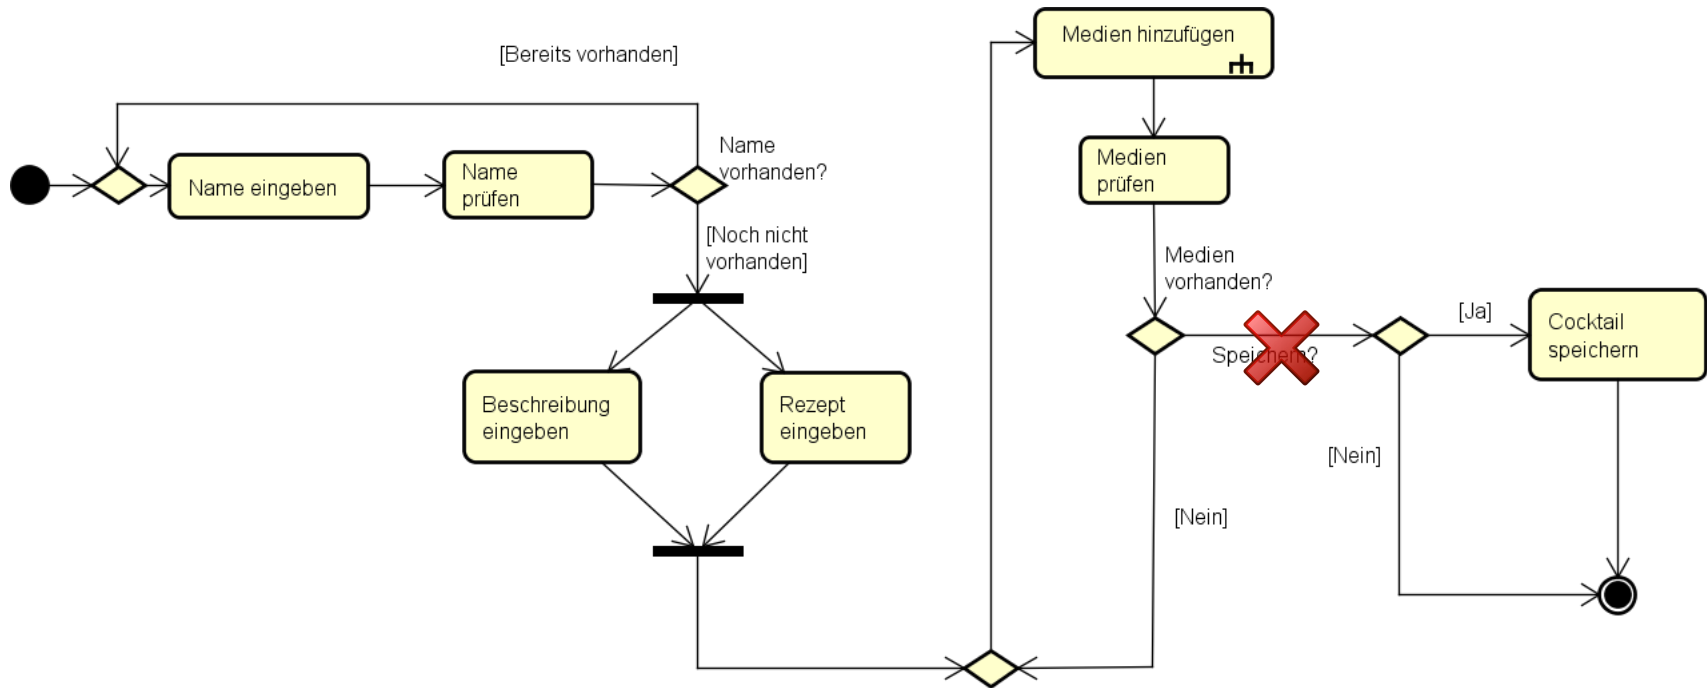 [Bereits vorhanden]
Name
vorhanden?
Name eingeben
Name
prüfen
[Noch nicht
vorhanden]
Beschreibung
eingeben
Rezept
eingeben
Medien hinzufügen
Medien
prüfen
Medien
vorhanden?
Speichern?
[Ja]
Cocktail
speichern
[Nein]
[Nein]